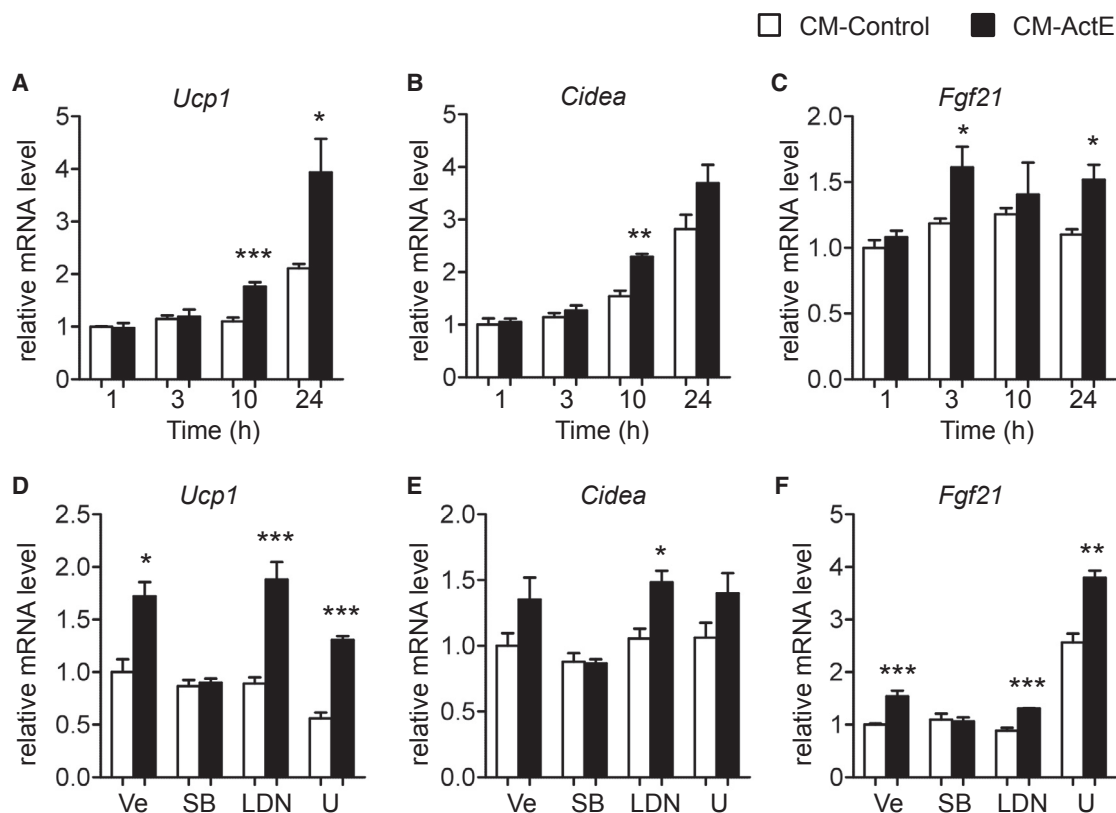 CM-Control CM-ActE
A Ucp1
B Cidea
C Fgf21
relative mRNA level
5
4
3
2
1
0
*
***
1 3 10 24
Time (h)
relative mRNA level
5
4
3
2
1
0
**
1 3 10 24
Time (h)
relative mRNA level
2.0
1.5
1.0
0.5
0.0
*
*
1 3 10 24
Time (h)
D Ucp1
E Cidea
F Fgf21
relative mRNA level
2.5
2.0
1.5
1.0
0.5
0.0
*
***
***
Ve SB LDN U
relative mRNA level
2.0
1.5
1.0
0.5
0.0
*
Ve SB LDN U
relative mRNA level
5
4
3
2
1
0
***
***
**
Ve SB LDN U